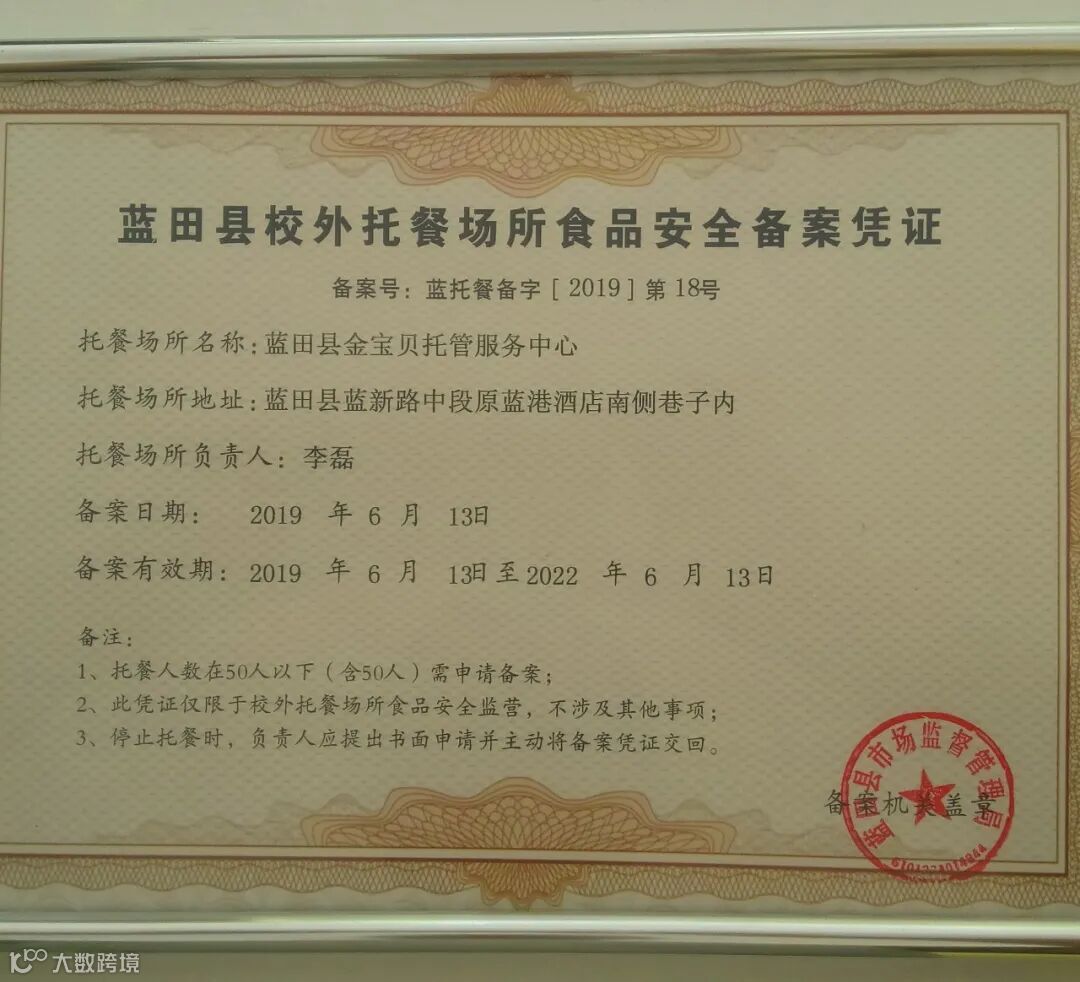 蓝田县校外托餐场所食品安全备案凭证
备案号：蓝托餐备字［2019］第18号
托餐场所名称：蓝田县金宝贝托管服务中心
托餐场所地址：蓝田县蓝新路中段原蓝港酒店南侧巷子内
托餐场所负责人：李磊
备案日期： 2019 年 6 月 13日
备案有效期： 2019 年 6 月 13日至2022 年 6 月 13日
备注：
1、托餐人数在50人以下（含50人）需申请备案；
2、此凭证仅限于校外托餐场所食品安全监营，不涉及其他事项；
3、停止托餐时，负责人应提出书面申请并主动将备案凭证交回。
蓝田县市场监督管理局
备案机关盖章
大数跨境